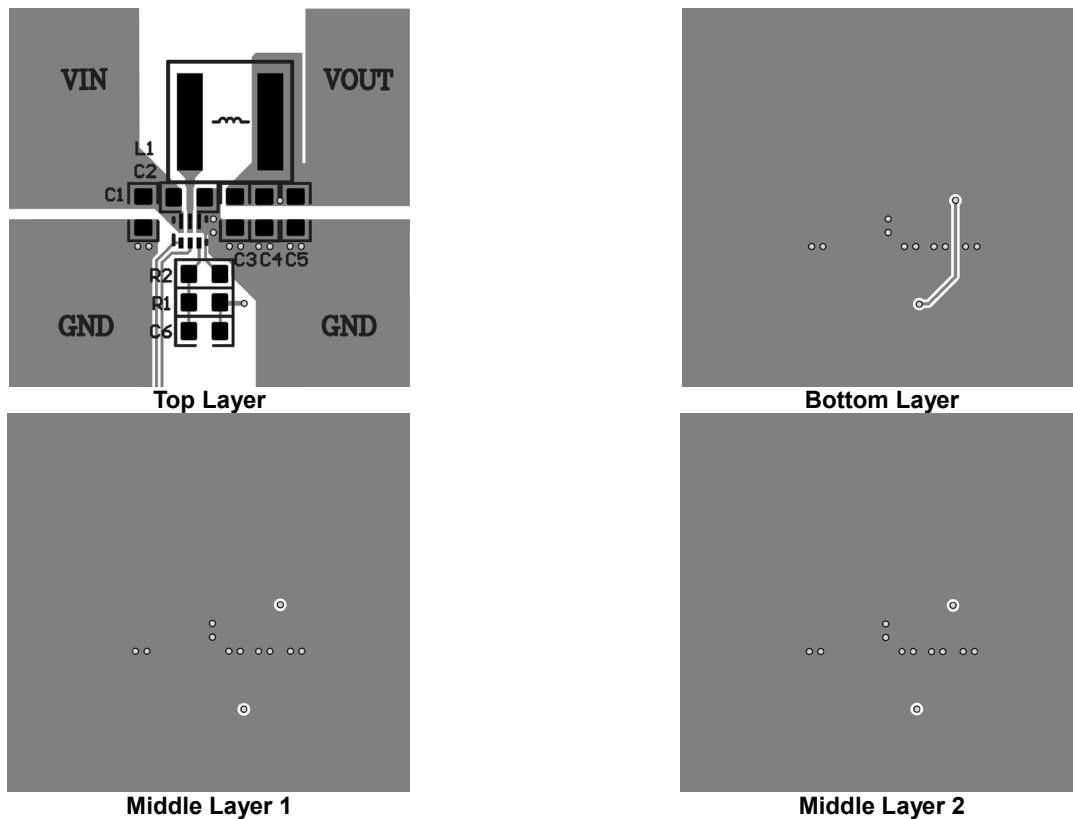 VIN VOUT
L1
C2
C1
C3 C4 C5
R2
R1
GND GND
C6
Top Layer Bottom Layer
Middle Layer 1 Middle Layer 2